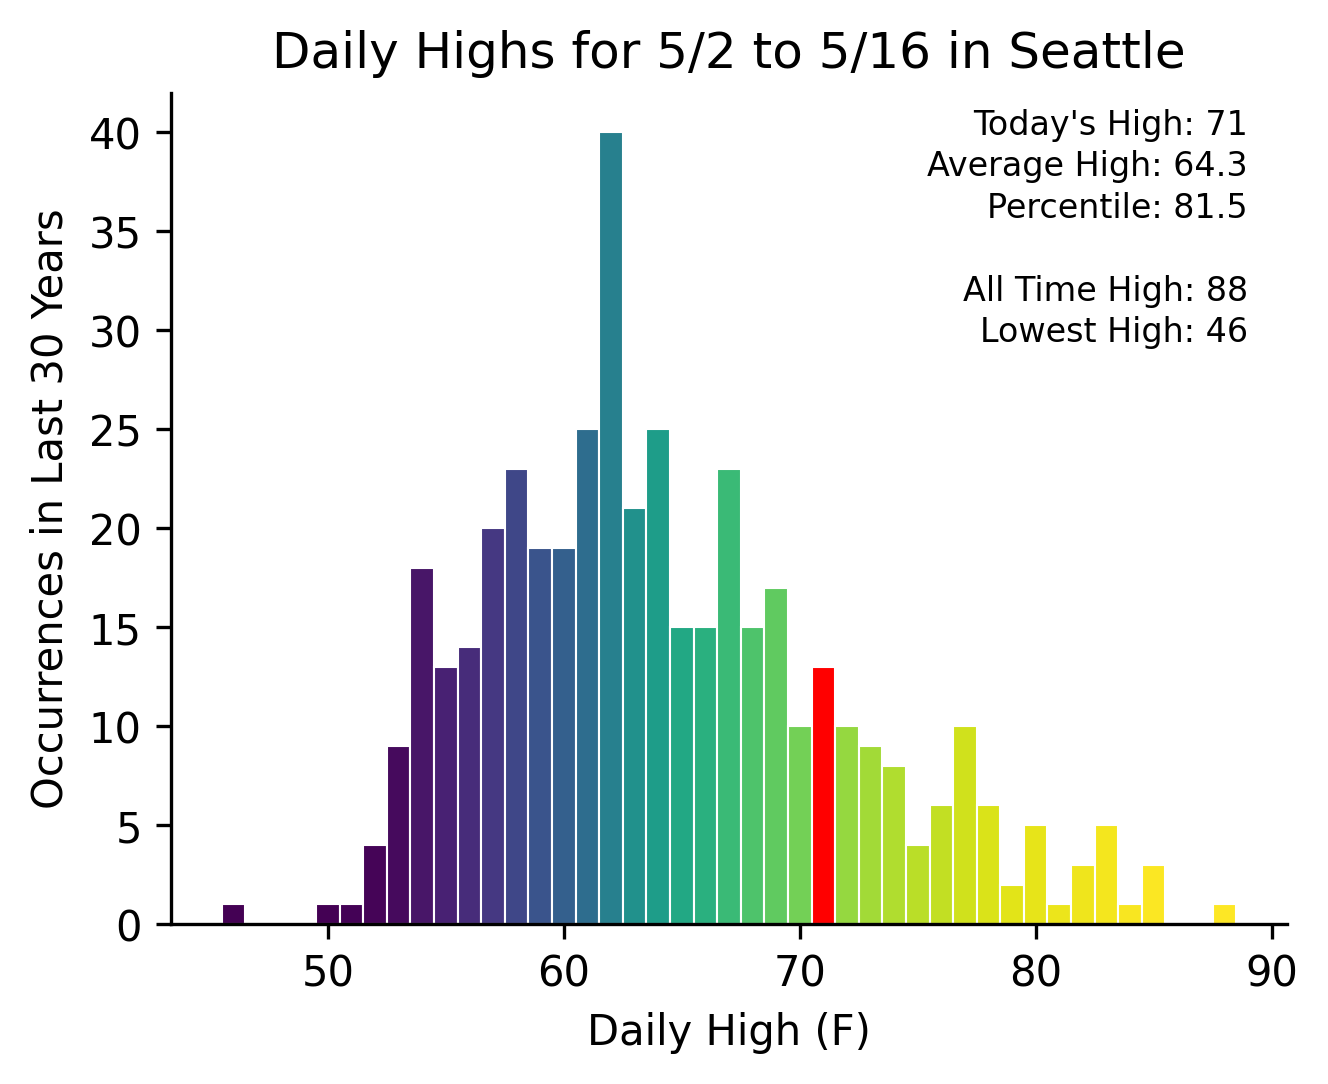 Daily Highs for 5/2 to 5/16 in Seattle
Today's High: 71
Average High: 64.3
Percentile: 81.5
All Time High: 88
Lowest High: 46
Occurrences in Last 30 Years
40
35
30
25
20
15
10
5
0
50 60 70 80 90
Daily High (F)